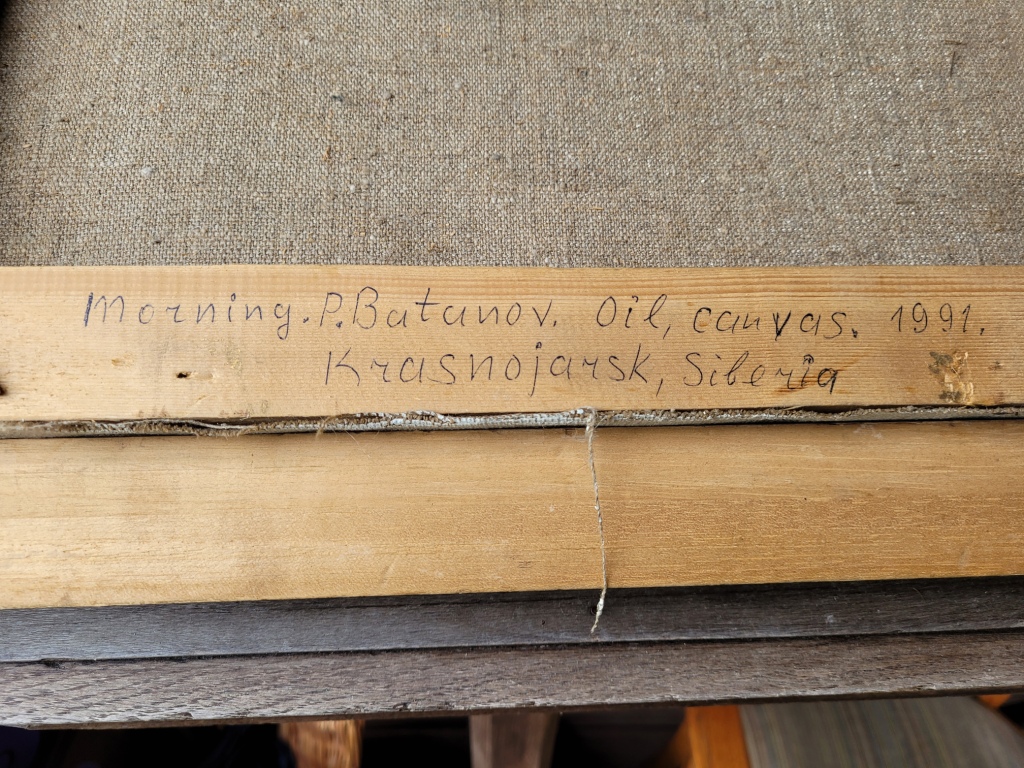 Morning. P. Batanov. Oil, canvas. 1991.
Krasnojarsk, Siberia